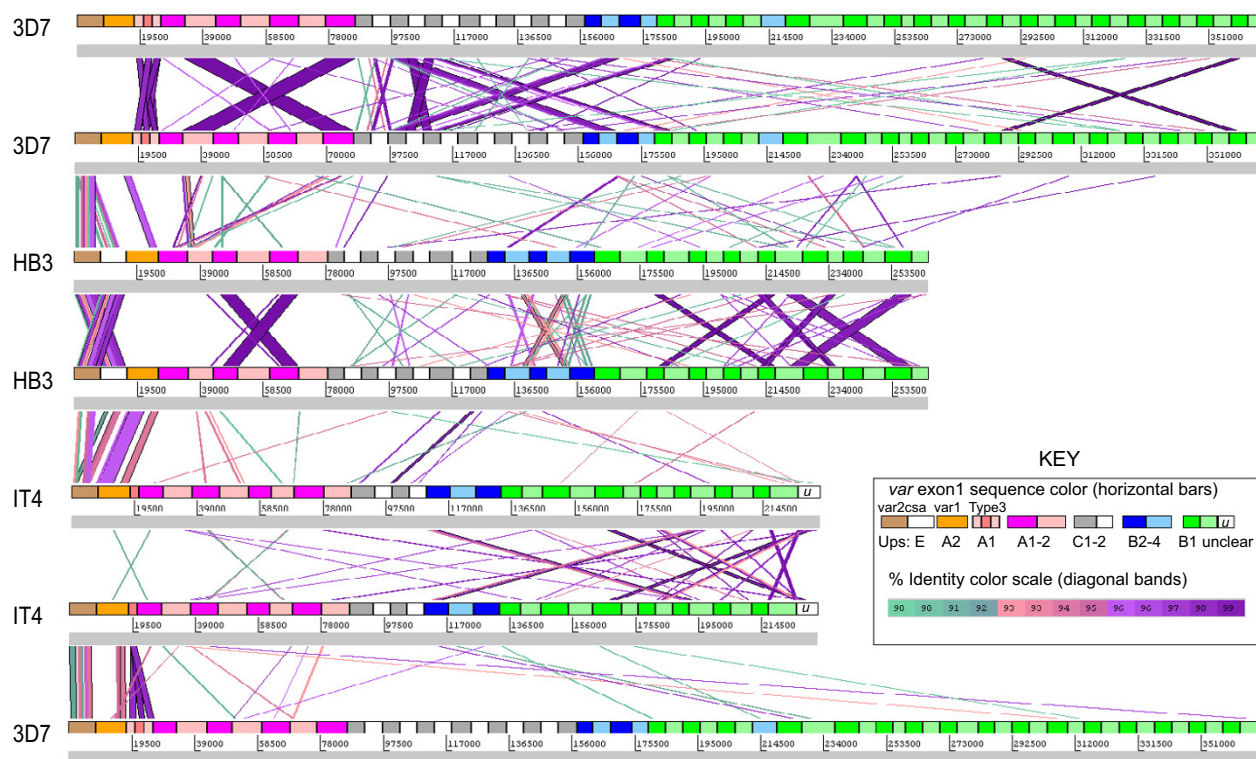 3D7
19500 39000 58500 78000 97500 117000 136500 156000 175500 195000 214500 234000 253500 273000 292500 312000 331500 351000
3D7
19500 39000 50500 70000 97500 117000 136500 156000 175500 195000 214500 234000 253500 273000 292500 312000 331500 351000
HB3
19500 39000 58500 78000 97500 117000 136500 156000 175500 195000 214500 234000 253500
HB3
19500 39000 58500 78000 97500 117000 136500 156000 175500 195000 214500 234000 253500
IT4
u
19500 39000 58500 78000 97500 117000 136500 156000 175500 195000 214500
IT4
u
19500 39000 58500 78000 97500 117000 136500 156000 175500 195000 214500
3D7
19500 39000 58500 78000 97500 117000 136500 156000 175500 195000 214500 234000 253500 273000 292500 312000 331500 351000
KEY
var exon1 sequence color (horizontal bars)
var2csa var1 Type3
u
Ups: E A2 A1 A1-2 C1-2 B2-4 B1 unclear
% Identity color scale (diagonal bands)
90 90 91 92 93 93 94 95 96 96 97 98 99